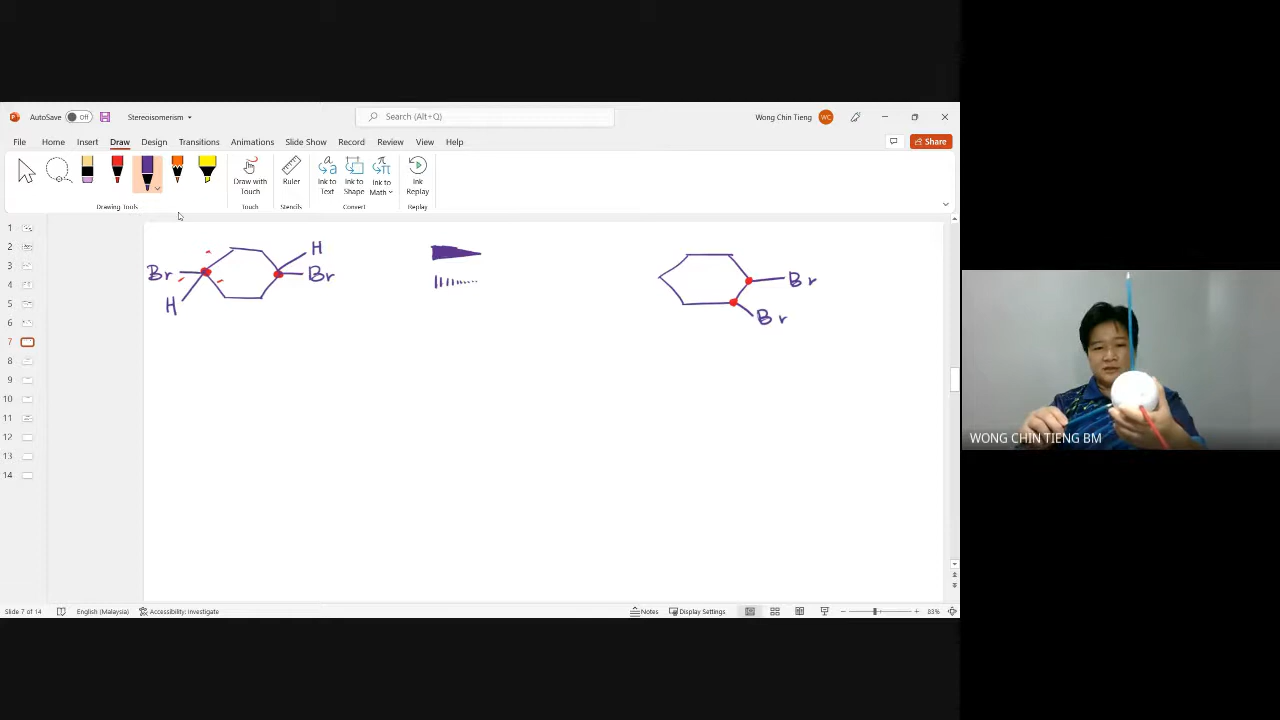 AutoSave Off Stereoisomerism Search (Alt+Q) Wong Chin Tieng WC
File Home Insert Draw Design Transitions Animations Slide Show Record Review View Help Share
Draw with Touch Ruler Ink to Text Ink to Shape Ink to Math Ink Replay
Drawing Tools Touch Stencils Convert Replay
1
2
3
4
5
6
7
8
9
10
11
12
13
14
H
Br Br
H
Br
Br
WONG CHIN TIENG BM
Slide 7 of 14 English (Malaysia) Accessibility: Investigate Notes Display Settings 83%